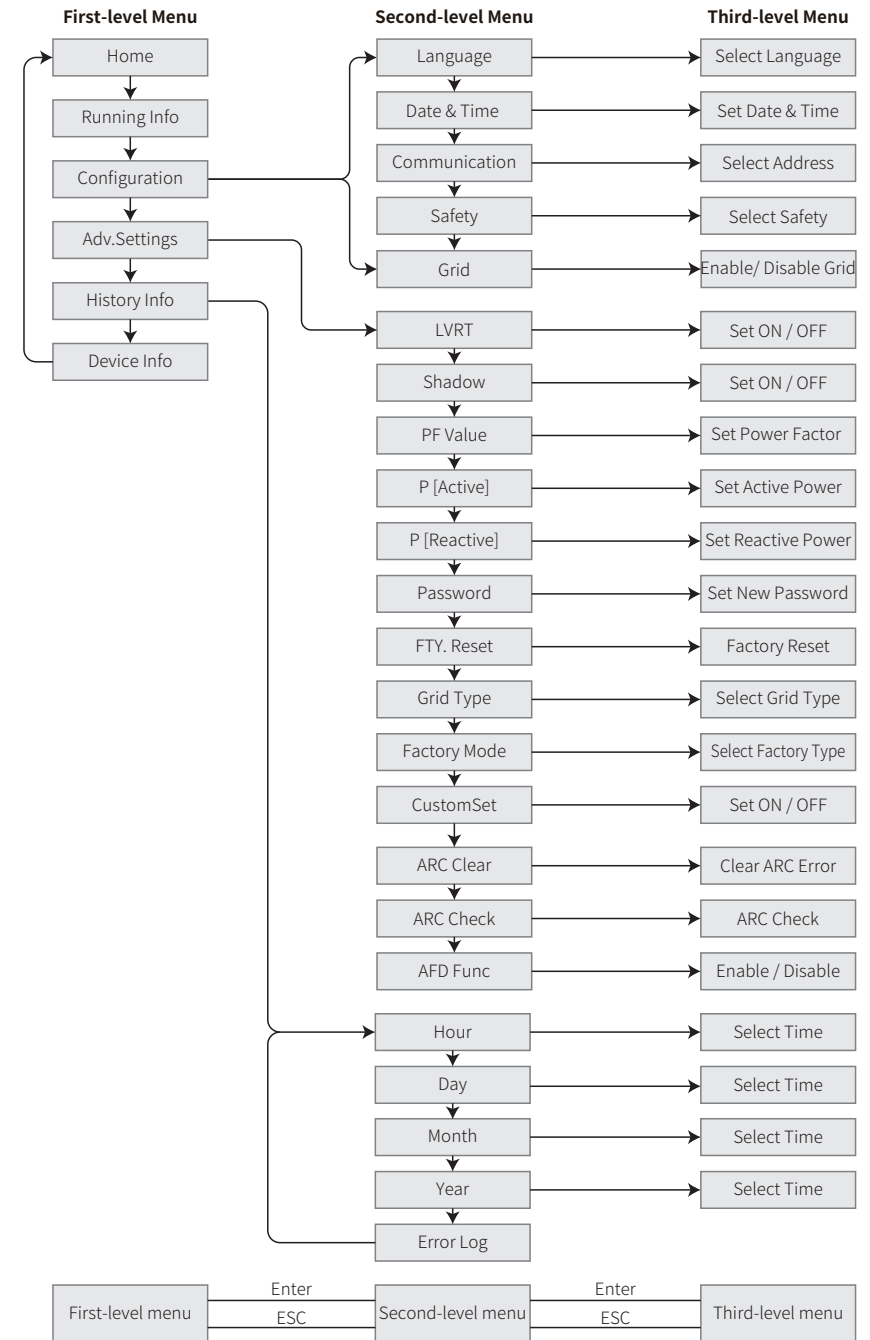 First-level Menu Second-level Menu Third-level Menu
Home Language Select Language
Date & Time Set Date & Time
Running Info
Communication Select Address
Configuration
Safety Select Safety
Adv.Settings
Grid Enable/ Disable Grid
History Info
LVRT Set ON / OFF
Device Info
Shadow Set ON / OFF
PF Value Set Power Factor
P [Active] Set Active Power
P [Reactive] Set Reactive Power
Password Set New Password
FTY. Reset Factory Reset
Grid Type Select Grid Type
Factory Mode Select Factory Type
CustomSet Set ON / OFF
ARC Clear Clear ARC Error
ARC Check ARC Check
AFD Func Enable / Disable
Hour Select Time
Day Select Time
Month Select Time
Year Select Time
Error Log
Enter Enter
First-level menu Second-level menu Third-level menu
ESC ESC